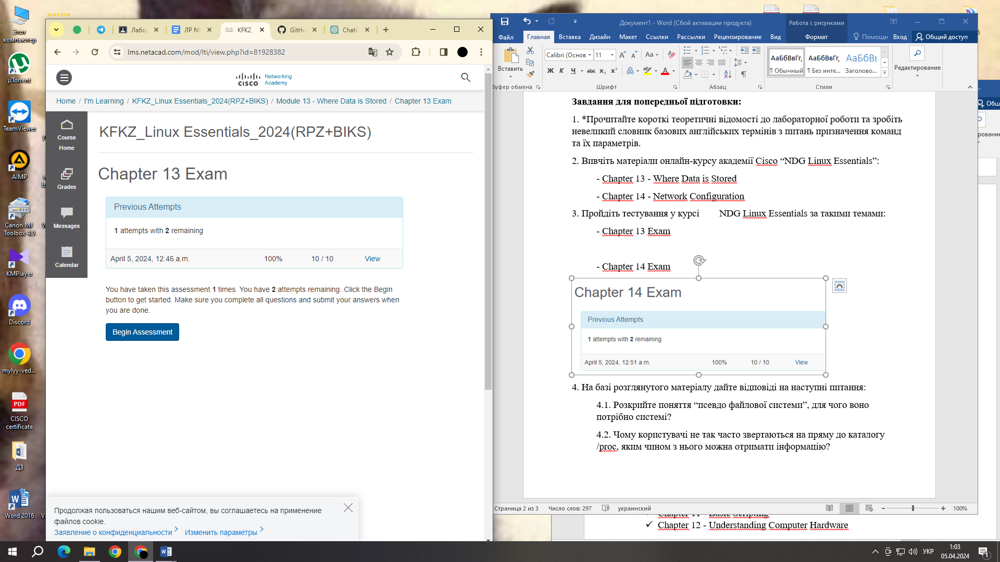 HATOR
Этот
компьютер
µTorrent
TeamViewer
AIMP
Canon MF
Toolbox 4.9
KMPlayer
Discord
mylyy-ved...
CISCO
certificate
ДЗ
Word 2016
Лабо
ЛР №
KFKZ_
GitHu
ChatG
lms.netacad.com/mod/lti/view.php?id=81928382
CISCO
Networking
Academy
Home / I'm Learning / KFKZ_Linux Essentials_2024(RPZ+BIKS) / Module 13 - Where Data is Stored / Chapter 13 Exam
Course
Home
Grades
Messages
Calendar
KFKZ_Linux Essentials_2024(RPZ+BIKS)
Chapter 13 Exam
Previous Attempts
1 attempts with 2 remaining
April 5, 2024, 12:46 a.m. 100% 10 / 10 View
You have taken this assessment 1 times. You have 2 attempts remaining. Click the Begin
button to get started. Make sure you complete all questions and submit your answers when
you are done.
Begin Assessment
Продолжая пользоваться нашим веб-сайтом, вы соглашаетесь на применение
файлов cookie.
Заявление о конфиденциальности > Изменить параметры >
Документ1 - Word (Сбой активации продукта)
Работа с рисунками
Файл Главная Вставка Дизайн Макет Ссылки Рассылки Рецензирование Вид Формат Помощн Вход Общий доступ
Вставить
Calibri (Основ 11
Ж К Ч abc x₂ x²
АаБбВвГг, АаБбВвГг, АаБбВв
¶ Обычный ¶ Без инте... Заголово...
Редактирование
буфер обмена Шрифт Абзац Стили
Завдання для попередньої підготовки:
1. *Прочитайте короткі теоретичні відомості до лабораторної роботи та зробіть
невеликий словник базових англійських термінів з питань призначення команд
та їх параметрів.
2. Вивчіть матеріали онлайн-курсу академії Cisco “NDG Linux Essentials”:
- Chapter 13 - Where Data is Stored
- Chapter 14 - Network Configuration
3. Пройдіть тестування у курсі NDG Linux Essentials за такими темами:
- Chapter 13 Exam
- Chapter 14 Exam
Chapter 14 Exam
Previous Attempts
1 attempts with 2 remaining
April 5, 2024, 12:51 a.m. 100% 10 / 10 View
4. На базі розглянутого матеріалу дайте відповіді на наступні питання:
4.1. Розкрийте поняття “псевдо файлової системи”, для чого воно
потрібно системі?
4.2. Чому користувачі не так часто звертаються на пряму до каталогу
/proc, яким чином з нього можна отримати інформацію?
Страница 2 из 3 Число слов: 297 украинский 100%
Общ
рование
Chapter 11 - Basic Scripting
✓ Chapter 12 - Understanding Computer Hardware
УКР
1:03
05.04.2024
1